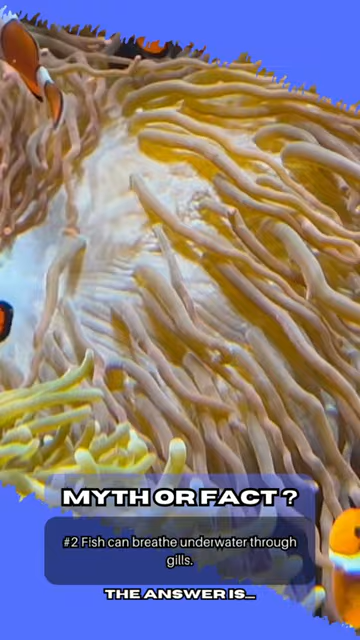 MYTH OR FACT ?
#2 Fish can breathe underwater through
gills.
THE ANSWER IS...